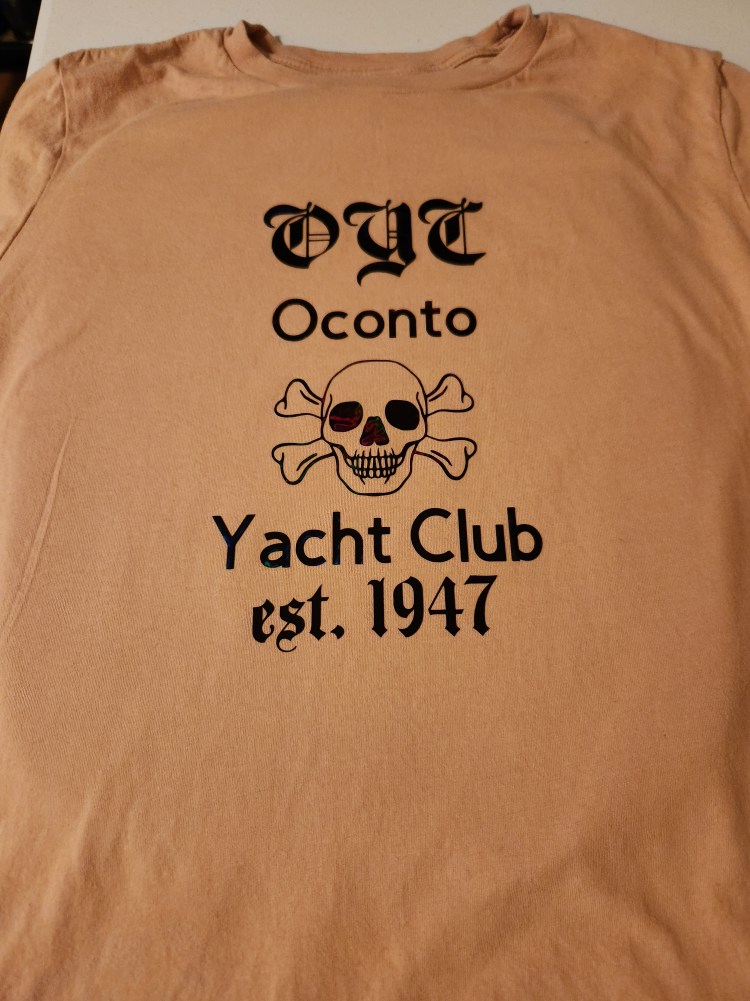 OYC
Oconto
Yacht Club
est. 1947